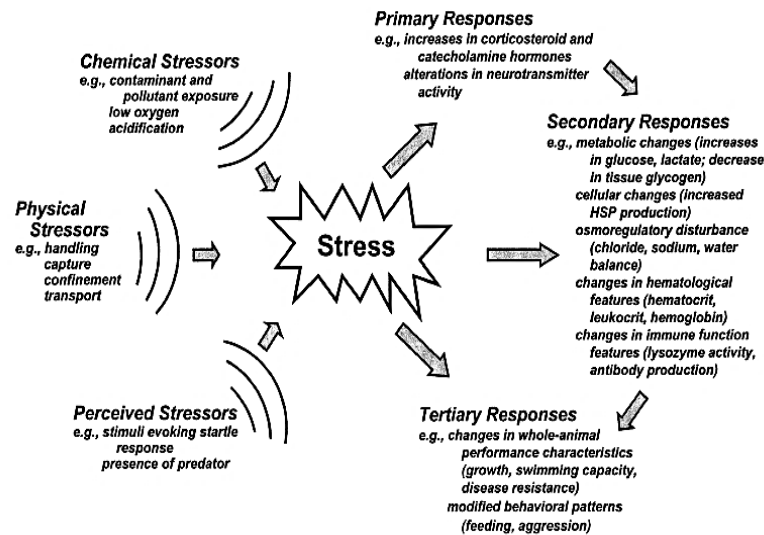 Chemical Stressors
e.g., contaminant and
pollutant exposure
low oxygen
acidification
Physical
Stressors
e.g., handling
capture
confinement
transport
Perceived Stressors
e.g., stimuli evoking startle
response
presence of predator
Stress
Primary Responses
e.g., increases in corticosteroid and
catecholamine hormones
alterations in neurotransmitter
activity
Secondary Responses
e.g., metabolic changes (increases
in glucose, lactate; decrease
in tissue glycogen)
cellular changes (increased
HSP production)
osmoregulatory disturbance
(chloride, sodium, water
balance)
changes in hematological
features (hematocrit,
leukocrit, hemoglobin)
changes in immune function
features (lysozyme activity,
antibody production)
Tertiary Responses
e.g., changes in whole-animal
performance characteristics
(growth, swimming capacity,
disease resistance)
modified behavioral patterns
(feeding, aggression)